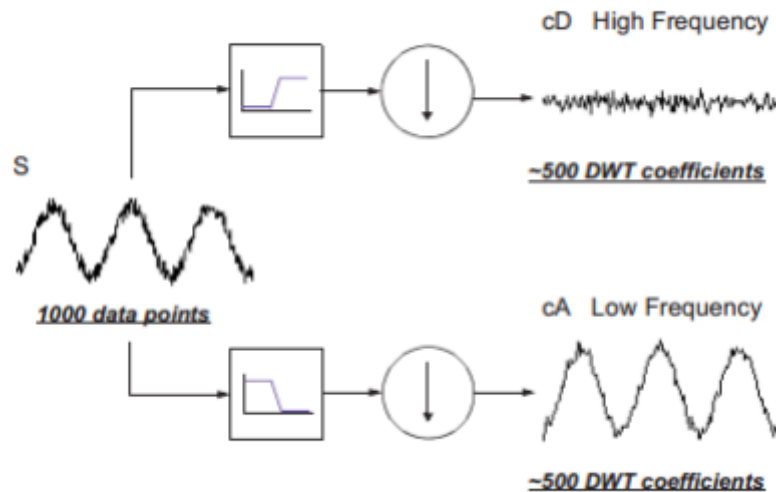 cD High Frequency
~500 DWT coefficients
S
1000 data points
cA Low Frequency
~500 DWT coefficients